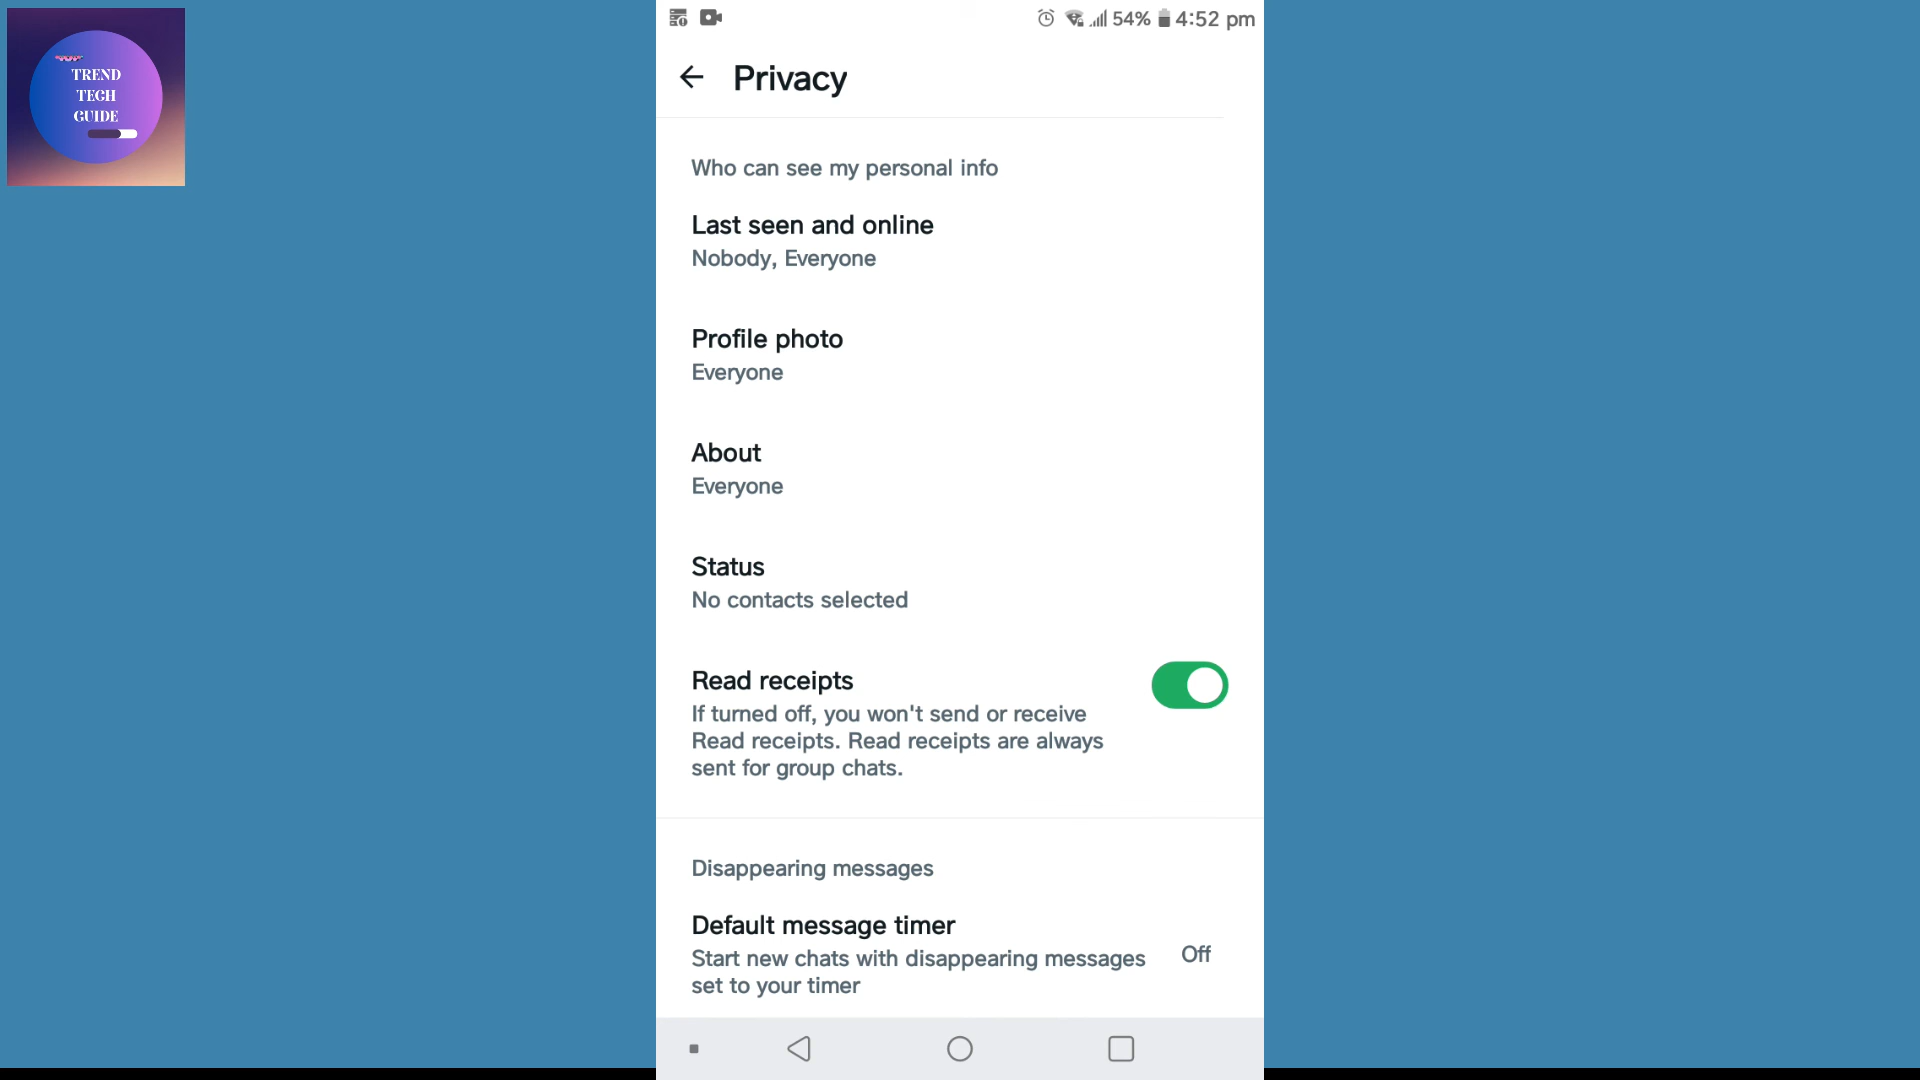 TREND
TECH
GUIDE
54% 4:52 pm
Privacy
Who can see my personal info
Last seen and online
Nobody, Everyone
Profile photo
Everyone
About
Everyone
Status
No contacts selected
Read receipts
If turned off, you won't send or receive
Read receipts. Read receipts are always
sent for group chats.
Disappearing messages
Default message timer
Start new chats with disappearing messages
set to your timer
Off